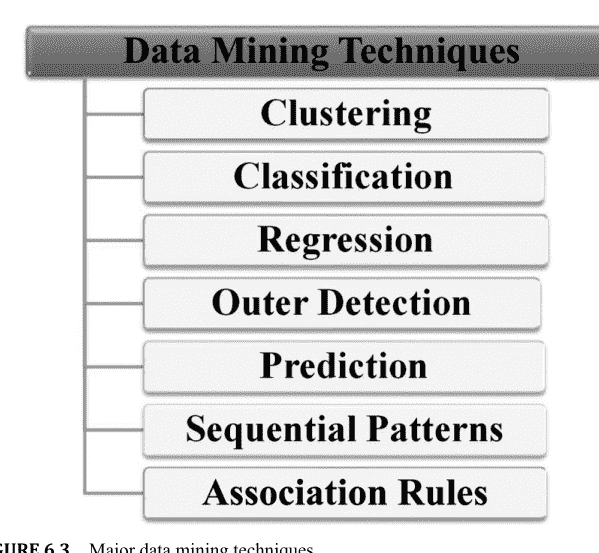 Data Mining Techniques
Clustering
Classification
Regression
Outer Detection
Prediction
Sequential Patterns
Association Rules
GURE 6.3 Major data mining techniques